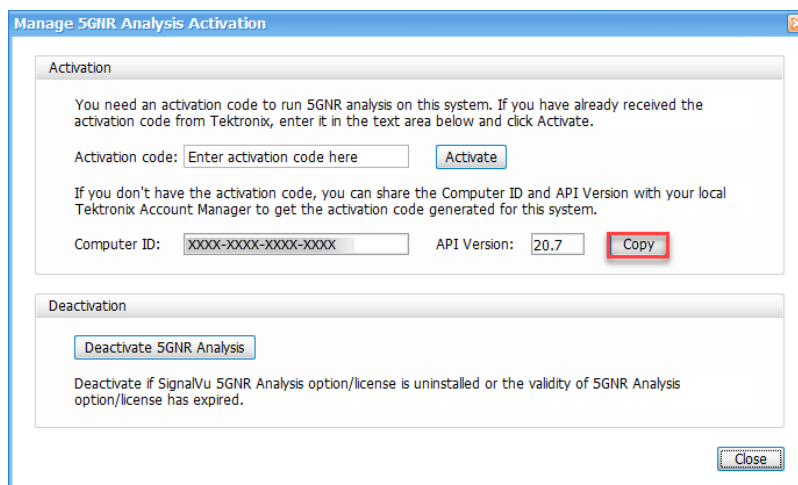 Manage 5GNR Analysis Activation
Activation
You need an activation code to run 5GNR analysis on this system. If you have already received the
activation code from Tektronix, enter it in the text area below and click Activate.
Activation code: Enter activation code here Activate
If you don't have the activation code, you can share the Computer ID and API Version with your local
Tektronix Account Manager to get the activation code generated for this system.
Computer ID: XXXX-XXXX-XXXX-XXXX API Version: 20.7 Copy
Deactivation
Deactivate 5GNR Analysis
Deactivate if SignalVu 5GNR Analysis option/license is uninstalled or the validity of 5GNR Analysis
option/license has expired.
Close